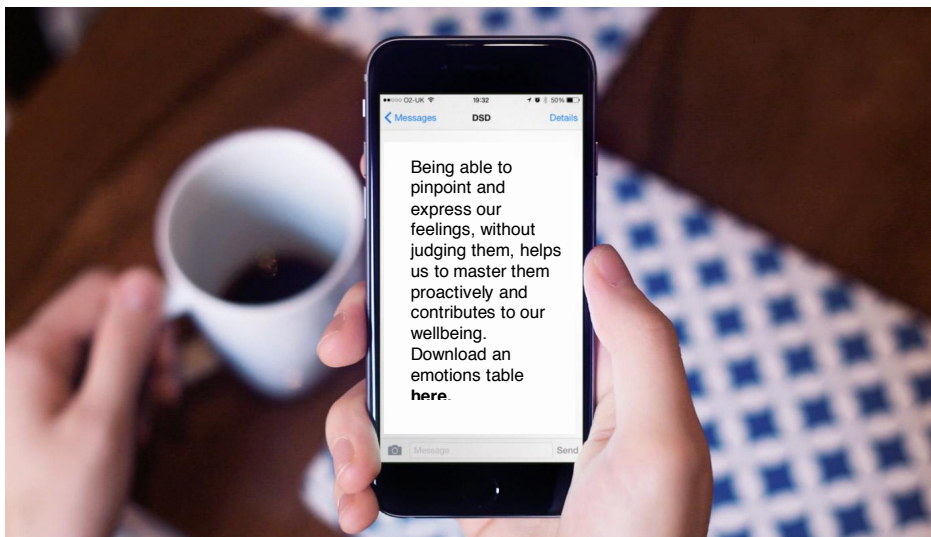 ●●○○○ O2-UK 19:32 50%
Messages DSD Details
Being able to
pinpoint and
express our
feelings, without
judging them, helps
us to master them
proactively and
contributes to our
wellbeing.
Download an
emotions table
here.
Message Send